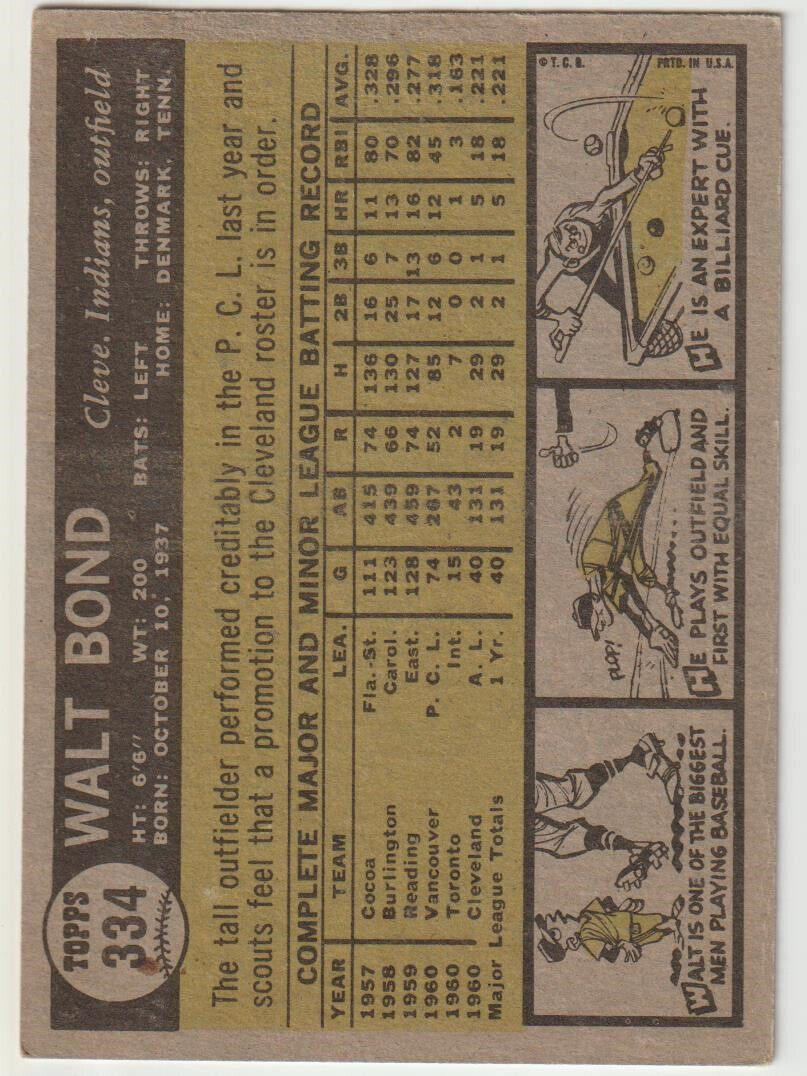 TOPPS
334
WALT BOND
Cleve. Indians, outfield
HT: 6'6" WT: 200 BATS: LEFT THROWS: RIGHT
BORN: OCTOBER 10, 1937 HOME: DENMARK, TENN.
The tall outfielder performed creditably in the P. C. L. last year and
scouts feel that a promotion to the Cleveland roster is in order.
COMPLETE MAJOR AND MINOR LEAGUE BATTING RECORD
YEAR TEAM LEA. G AB R H 2B 3B HR RBI AVG.
1957 Cocoa Fla.-St. 111 415 74 136 16 6 11 80 .328
1958 Burlington Carol. 123 439 66 130 25 7 13 70 .296
1959 Reading East. 128 459 74 127 17 13 16 82 .277
1960 Vancouver P. C. L. 74 267 52 85 12 6 12 45 .318
1960 Toronto Int. 15 43 2 7 0 0 1 3 .163
1960 Cleveland A. L. 40 131 19 29 2 1 5 18 .221
Major League Totals 1 Yr. 40 131 19 29 2 1 5 18 .221
WALT IS ONE OF THE BIGGEST
MEN PLAYING BASEBALL.
PLOP!
HE PLAYS OUTFIELD AND
FIRST WITH EQUAL SKILL.
© T. C. G. PRTD. IN U.S.A.
HE IS AN EXPERT WITH
A BILLIARD CUE.